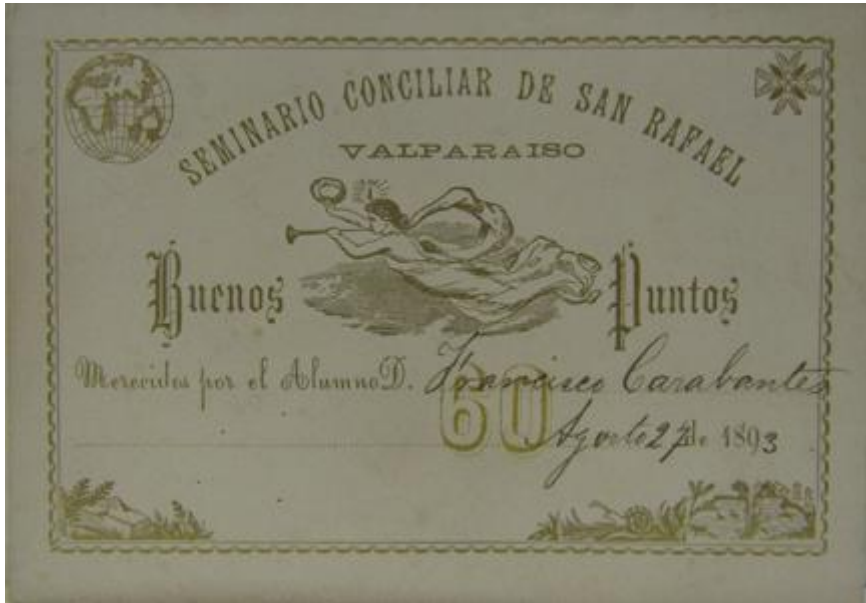 SEMINARIO CONCILIAR DE SAN RAFAEL
VALPARAISO
Buenos Puntos
Merecidos por el Alumno D. Francisco Carabantes
60
Agosto 27 de 1893